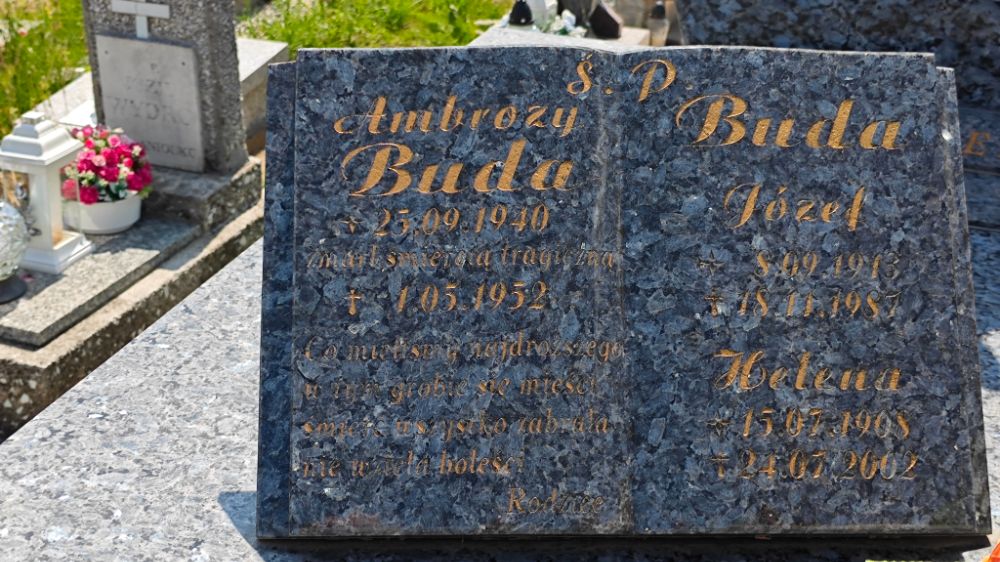 Ś. P.
Ambroży
Buda
* 25.09.1940
zmarł śmiercią tragiczną
† 1.05.1952
Co mieliśmy najdroższego
w tym grobie się mieści
śmierć wszystko zabrała
nie wzięła boleści
Rodzice
Buda
Józef
* 8.09.1913
† 18.11.1987
Helena
* 15.07.1908
† 24.07.2002